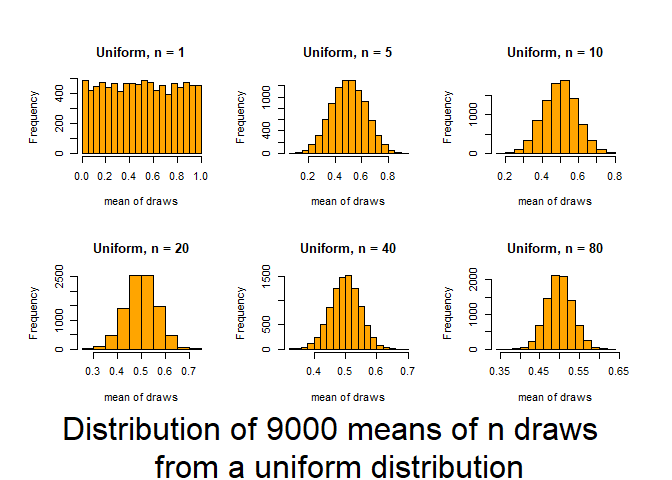 Uniform, n = 1
Frequency
0 200 400
0.0 0.2 0.4 0.6 0.8 1.0
mean of draws
Uniform, n = 5
Frequency
0 400 1000
0.2 0.4 0.6 0.8
mean of draws
Uniform, n = 10
Frequency
0 1000
0.2 0.4 0.6 0.8
mean of draws
Uniform, n = 20
Frequency
0 1000 2500
0.3 0.4 0.5 0.6 0.7
mean of draws
Uniform, n = 40
Frequency
0 500 1500
0.4 0.5 0.6 0.7
mean of draws
Uniform, n = 80
Frequency
0 1000 2000
0.35 0.45 0.55 0.65
mean of draws
Distribution of 9000 means of n draws
from a uniform distribution